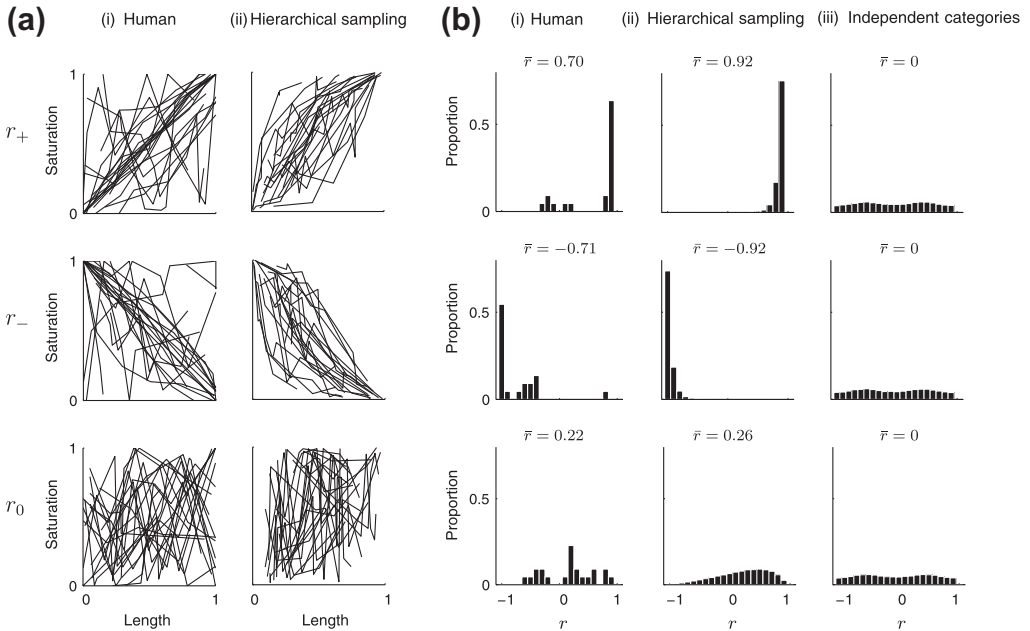 (a) (i) Human (ii) Hierarchical sampling
(b) (i) Human (ii) Hierarchical sampling (iii) Independent categories
r+
Saturation
1
0
r̄ = 0.70
r̄ = 0.92
r̄ = 0
Proportion
0.5
0
r−
Saturation
1
0
r̄ = −0.71
r̄ = −0.92
r̄ = 0
Proportion
0.5
0
r0
Saturation
1
0
0 1 0 1
Length Length
r̄ = 0.22
r̄ = 0.26
r̄ = 0
Proportion
0.5
0
−1 0 1 −1 0 1 −1 0 1
r r r